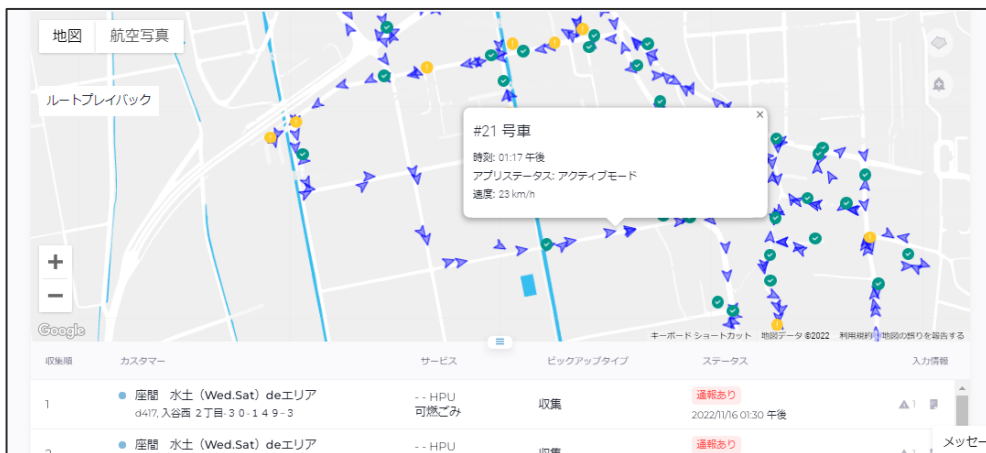 地図 航空写真
ルートプレイバック
#21 号車
時刻: 01:17 午後
アプリステータス: アクティブモード
速度: 23 km/h
Google
キーボード ショートカット 地図データ ©2022 利用規約 地図の誤りを報告する
収集順 カスタマー サービス ピックアップタイプ ステータス 入力情報
1 座間 水土（Wed.Sat）deエリア -- HPU 収集 通報あり 1
d417, 入谷西 2丁目-30-149-3 可燃ごみ 2022/11/16 01:30 午後
座間 水土（Wed.Sat）deエリア -- HPU 通報あり
メッセー